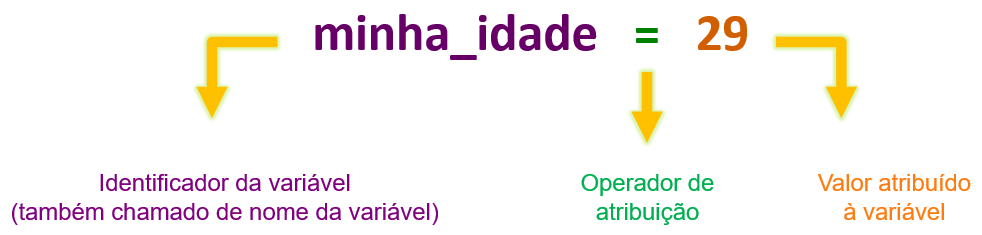 minha_idade = 29
Identificador da variável
(também chamado de nome da variável)
Operador de
atribuição
Valor atribuído
à variável